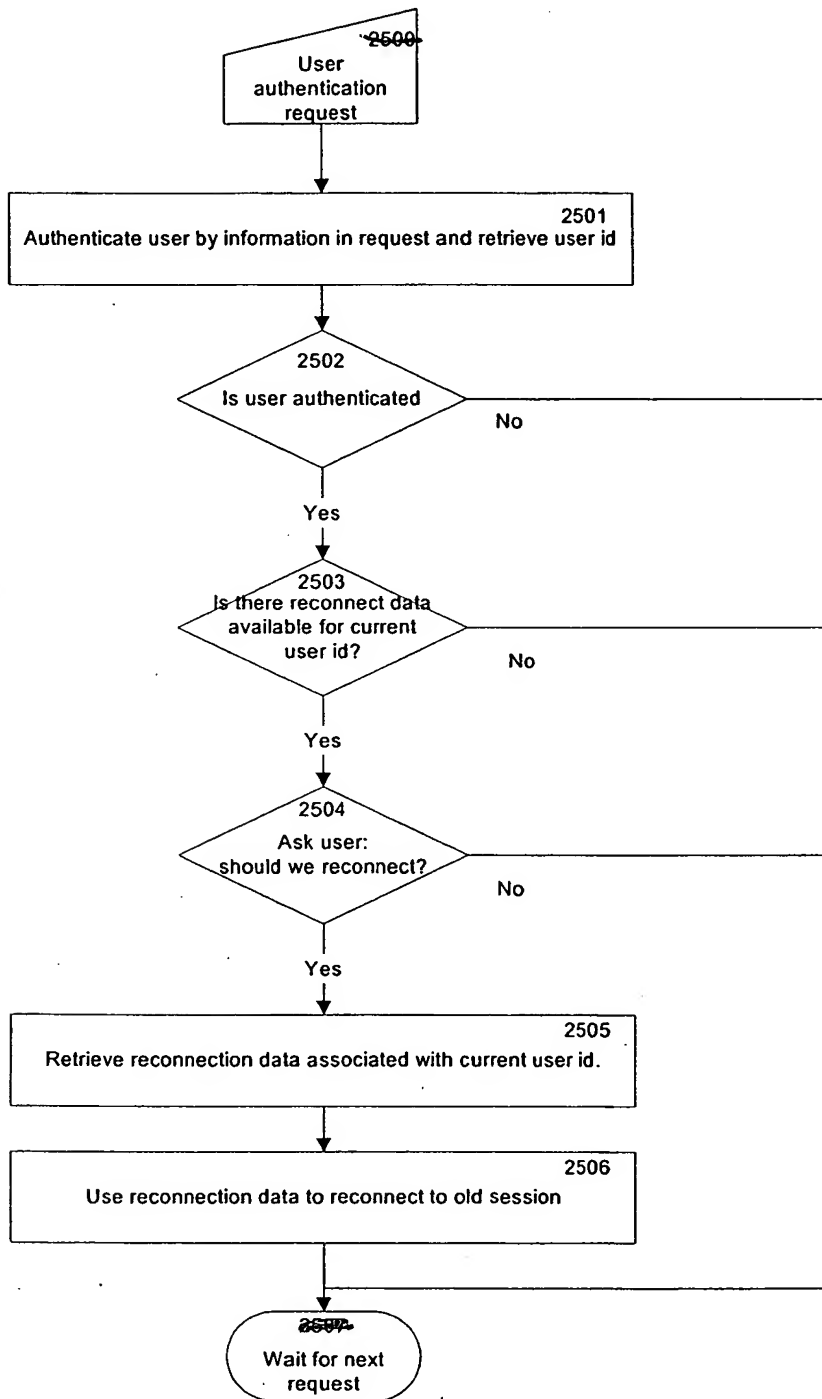 2500
User
authentication
request
2501
Authenticate user by information in request and retrieve user id
2502
Is user authenticated
No
Yes
2503
Is there reconnect data
available for current
user id?
No
Yes
2504
Ask user:
should we reconnect?
No
Yes
2505
Retrieve reconnection data associated with current user id.
2506
Use reconnection data to reconnect to old session
Wait for next
request